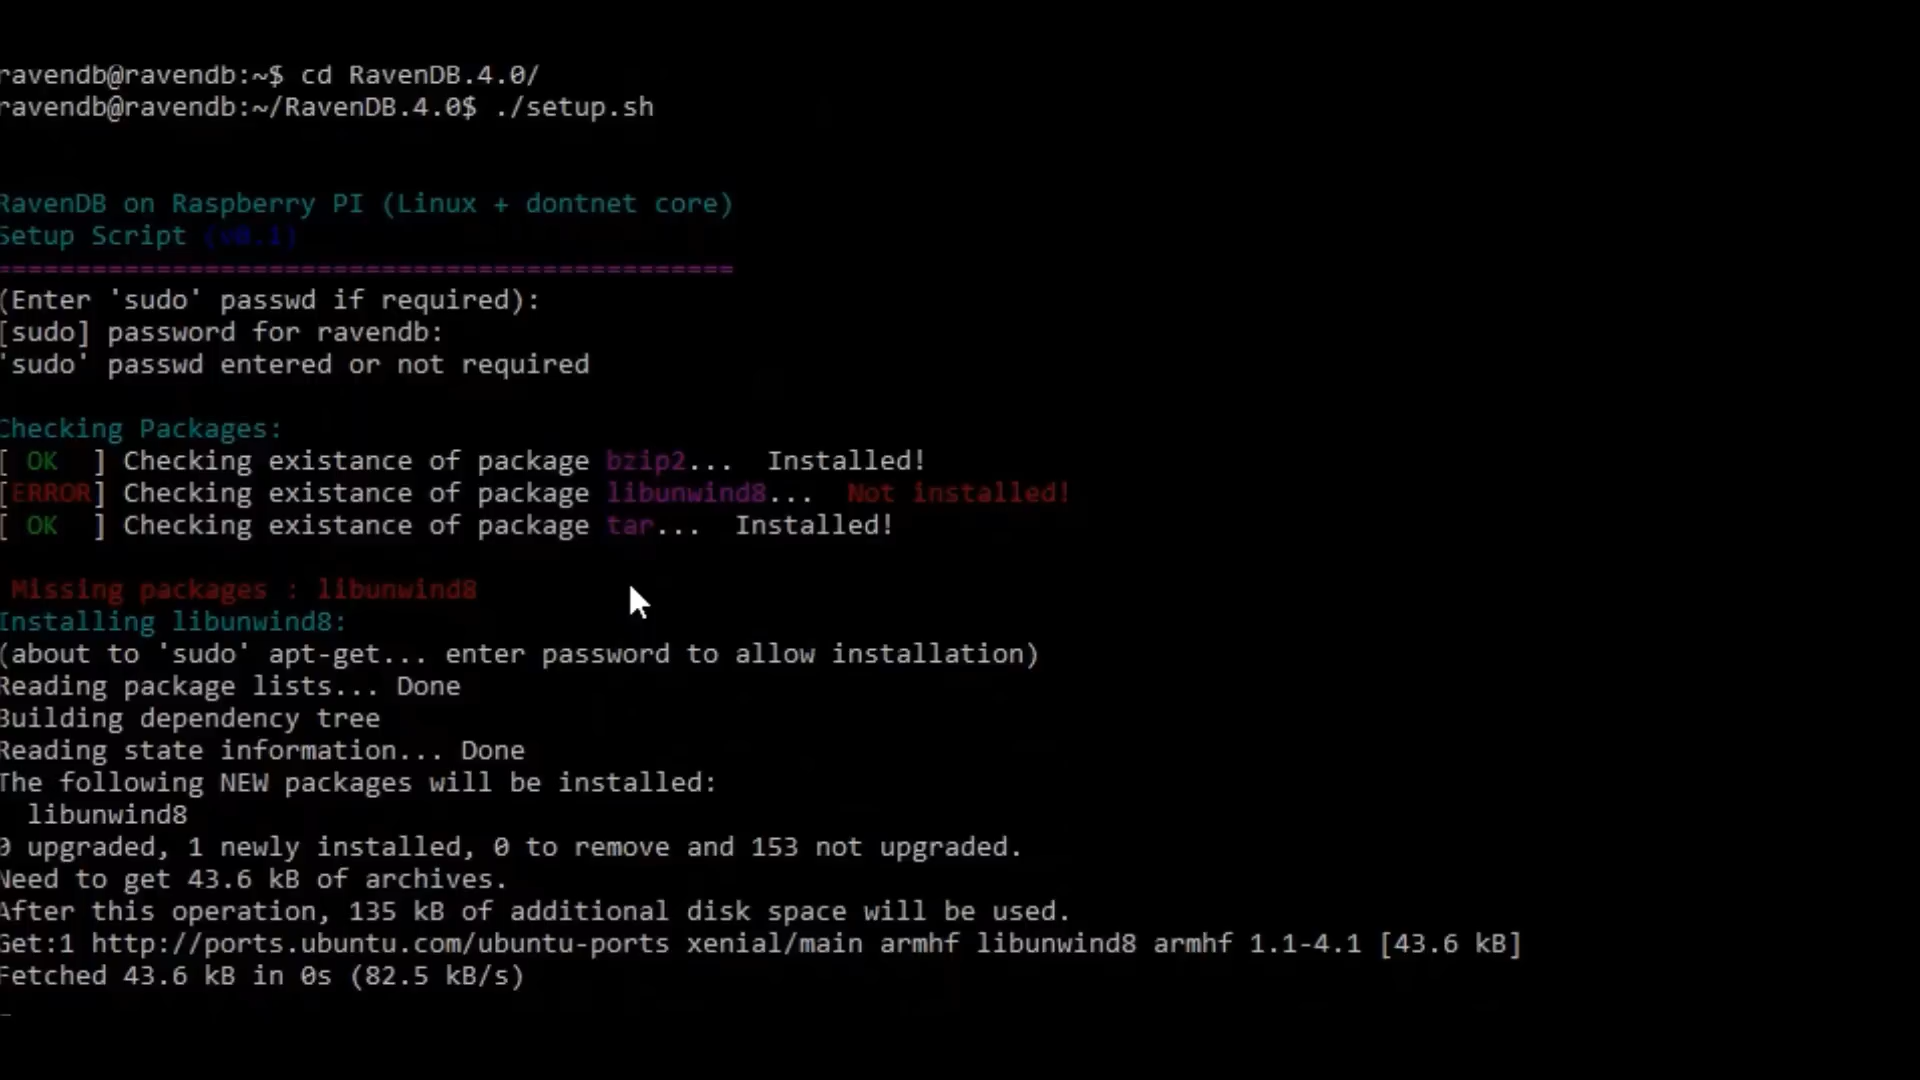 ravendb@ravendb:~$ cd RavenDB.4.0/
ravendb@ravendb:~/RavenDB.4.0$ ./setup.sh
RavenDB on Raspberry PI (Linux + dontnet core)
Setup Script (v0.1)
==============================================
(Enter 'sudo' passwd if required):
[sudo] password for ravendb:
'sudo' passwd entered or not required
Checking Packages:
[ OK  ] Checking existance of package bzip2...  Installed!
[ERROR] Checking existance of package libunwind8...  Not installed!
[ OK  ] Checking existance of package tar...  Installed!
Missing packages : libunwind8
Installing libunwind8:
(about to 'sudo' apt-get... enter password to allow installation)
Reading package lists... Done
Building dependency tree
Reading state information... Done
The following NEW packages will be installed:
libunwind8
0 upgraded, 1 newly installed, 0 to remove and 153 not upgraded.
Need to get 43.6 kB of archives.
After this operation, 135 kB of additional disk space will be used.
Get:1 http://ports.ubuntu.com/ubuntu-ports xenial/main armhf libunwind8 armhf 1.1-4.1 [43.6 kB]
Fetched 43.6 kB in 0s (82.5 kB/s)